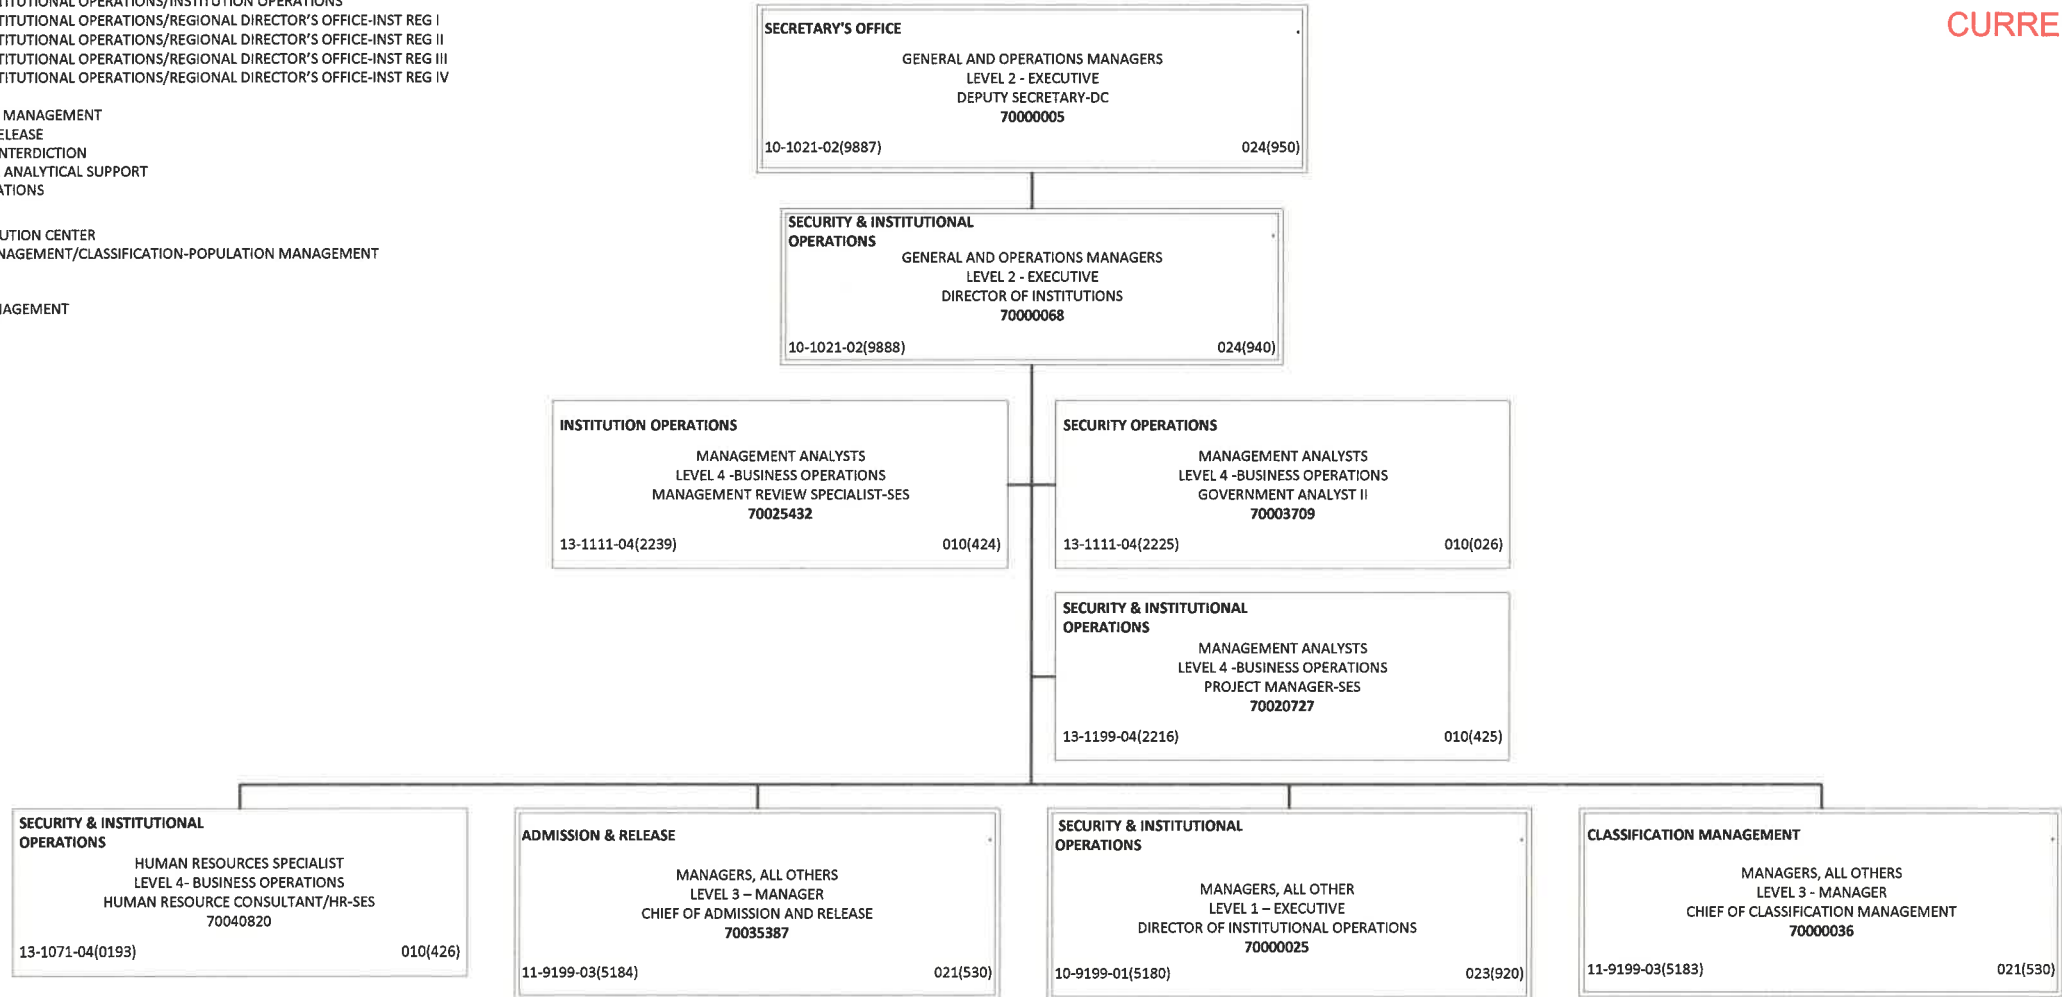 TITUTIONAL OPERATIONS/INSTITUTION OPERATIONS
TITUTIONAL OPERATIONS/REGIONAL DIRECTOR'S OFFICE-INST REG I
TITUTIONAL OPERATIONS/REGIONAL DIRECTOR'S OFFICE-INST REG II
TITUTIONAL OPERATIONS/REGIONAL DIRECTOR'S OFFICE-INST REG III
TITUTIONAL OPERATIONS/REGIONAL DIRECTOR'S OFFICE-INST REG IV
MANAGEMENT
ELEASE
NTERDICTION
ANALYTICAL SUPPORT
ATIONS
UTION CENTER
NAGEMENT/CLASSIFICATION-POPULATION MANAGEMENT
NAGEMENT
CURRE
SECRETARY'S OFFICE
GENERAL AND OPERATIONS MANAGERS
LEVEL 2 - EXECUTIVE
DEPUTY SECRETARY-DC
70000005
10-1021-02(9887) 024(950)
SECURITY & INSTITUTIONAL
OPERATIONS
GENERAL AND OPERATIONS MANAGERS
LEVEL 2 - EXECUTIVE
DIRECTOR OF INSTITUTIONS
70000068
10-1021-02(9888) 024(940)
INSTITUTION OPERATIONS
MANAGEMENT ANALYSTS
LEVEL 4 -BUSINESS OPERATIONS
MANAGEMENT REVIEW SPECIALIST-SES
70025432
13-1111-04(2239) 010(424)
SECURITY OPERATIONS
MANAGEMENT ANALYSTS
LEVEL 4 -BUSINESS OPERATIONS
GOVERNMENT ANALYST II
70003709
13-1111-04(2225) 010(026)
SECURITY & INSTITUTIONAL
OPERATIONS
MANAGEMENT ANALYSTS
LEVEL 4 -BUSINESS OPERATIONS
PROJECT MANAGER-SES
70020727
13-1199-04(2216) 010(425)
SECURITY & INSTITUTIONAL
OPERATIONS
HUMAN RESOURCES SPECIALIST
LEVEL 4- BUSINESS OPERATIONS
HUMAN RESOURCE CONSULTANT/HR-SES
70040820
13-1071-04(0193) 010(426)
ADMISSION & RELEASE
MANAGERS, ALL OTHERS
LEVEL 3 – MANAGER
CHIEF OF ADMISSION AND RELEASE
70035387
11-9199-03(5184) 021(530)
SECURITY & INSTITUTIONAL
OPERATIONS
MANAGERS, ALL OTHER
LEVEL 1 – EXECUTIVE
DIRECTOR OF INSTITUTIONAL OPERATIONS
70000025
10-9199-01(5180) 023(920)
CLASSIFICATION MANAGEMENT
MANAGERS, ALL OTHERS
LEVEL 3 - MANAGER
CHIEF OF CLASSIFICATION MANAGEMENT
70000036
11-9199-03(5183) 021(530)